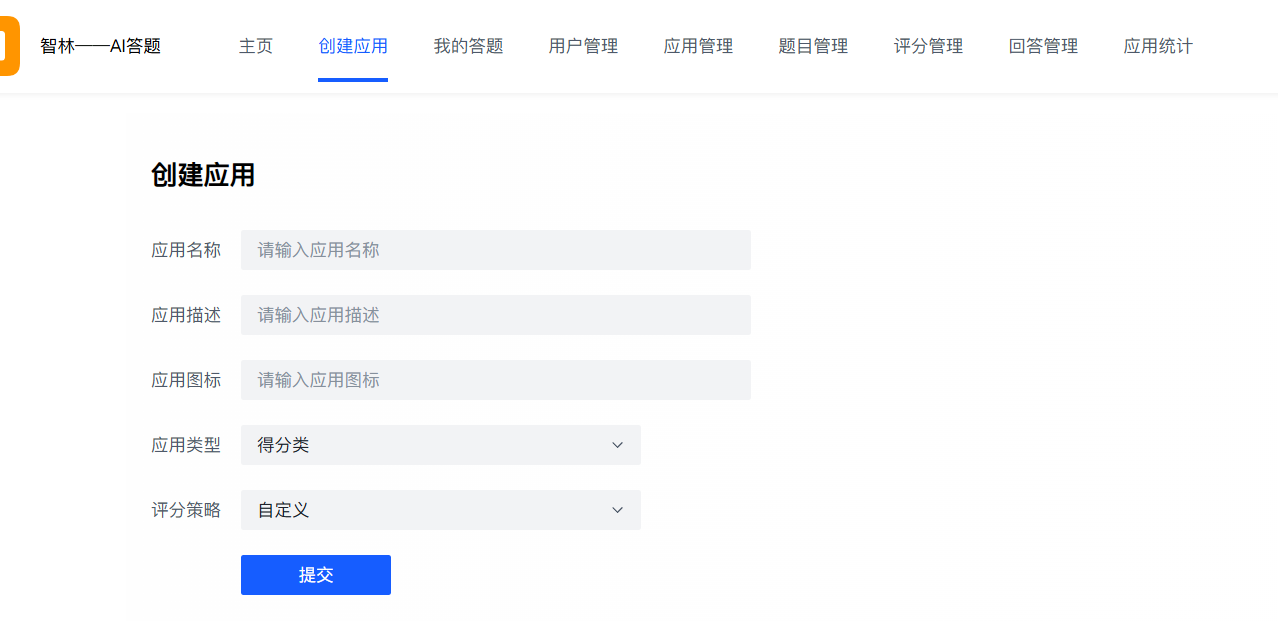 智林——AI答题 主页 创建应用 我的答题 用户管理 应用管理 题目管理 评分管理 回答管理 应用统计
创建应用
应用名称 请输入应用名称
应用描述 请输入应用描述
应用图标 请输入应用图标
应用类型 得分类
评分策略 自定义
提交